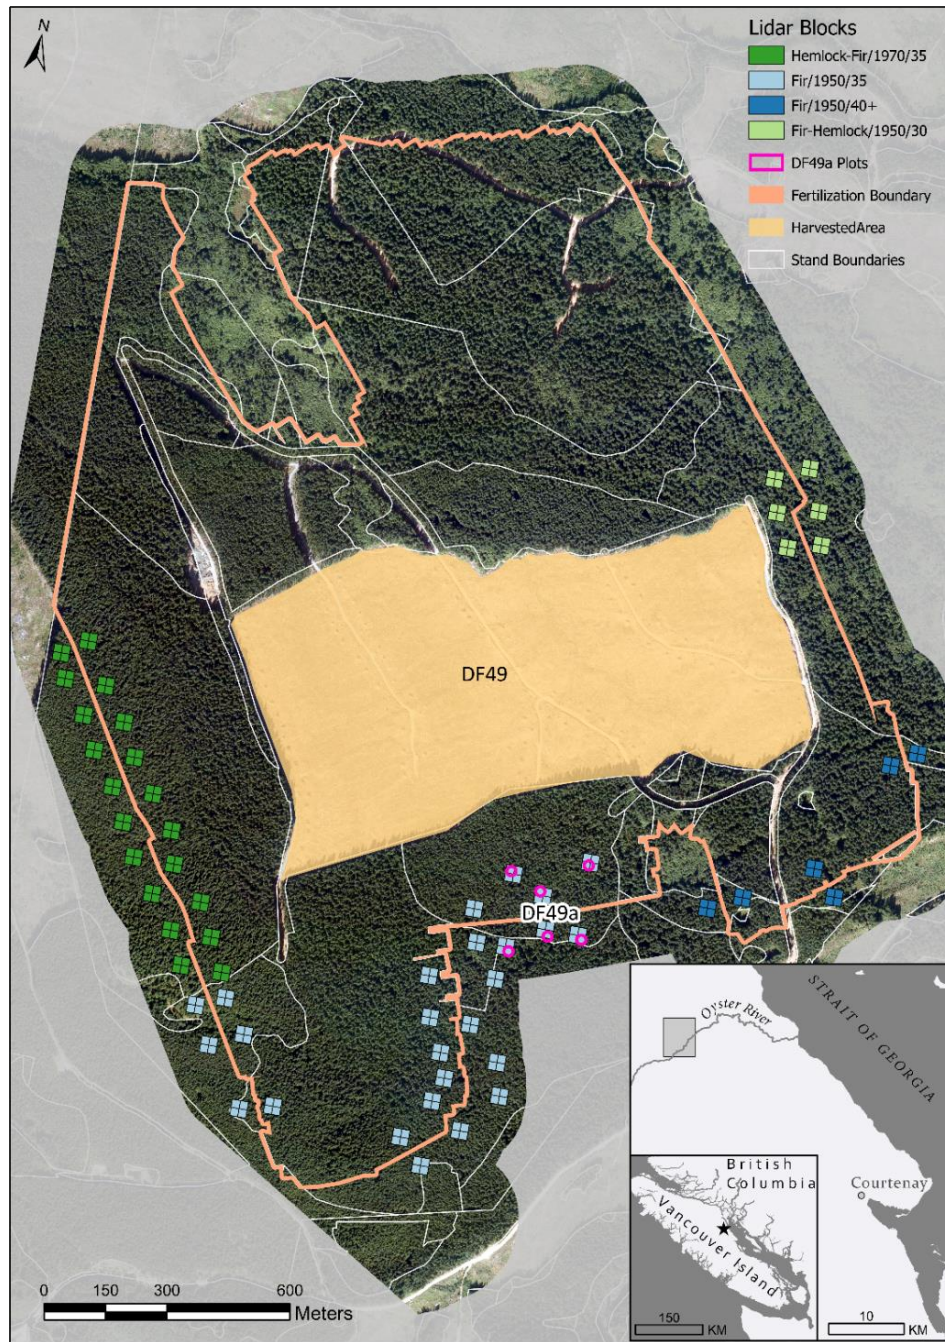 N
Lidar Blocks
Hemlock-Fir/1970/35
Fir/1950/35
Fir/1950/40+
Fir-Hemlock/1950/30
DF49a Plots
Fertilization Boundary
HarvestedArea
Stand Boundaries
DF49
DF49a
STRAIT OF GEORGIA
Oyster River
British
Columbia
Courtenay
Vancouver Island
0 150 300 600
Meters
150
KM
10
KM